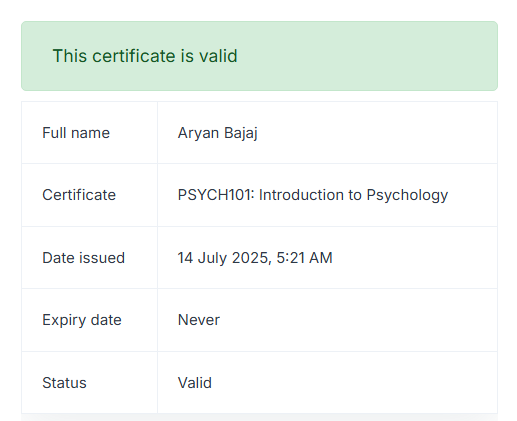 This certificate is valid
Full name Aryan Bajaj
Certificate PSYCH101: Introduction to Psychology
Date issued 14 July 2025, 5:21 AM
Expiry date Never
Status Valid